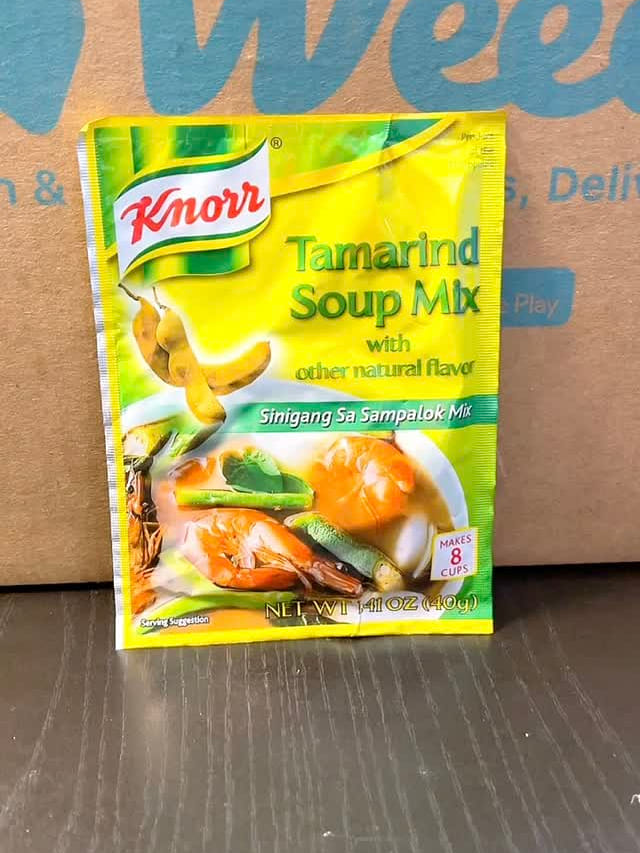 Weee
n &
s, Deliv
Play
Knorr®
Tamarind
Soup Mix
with
other natural flavor
Sinigang Sa Sampalok Mix
MAKES
8
CUPS
NET WT 1.41 OZ (40g)
Serving Suggestion